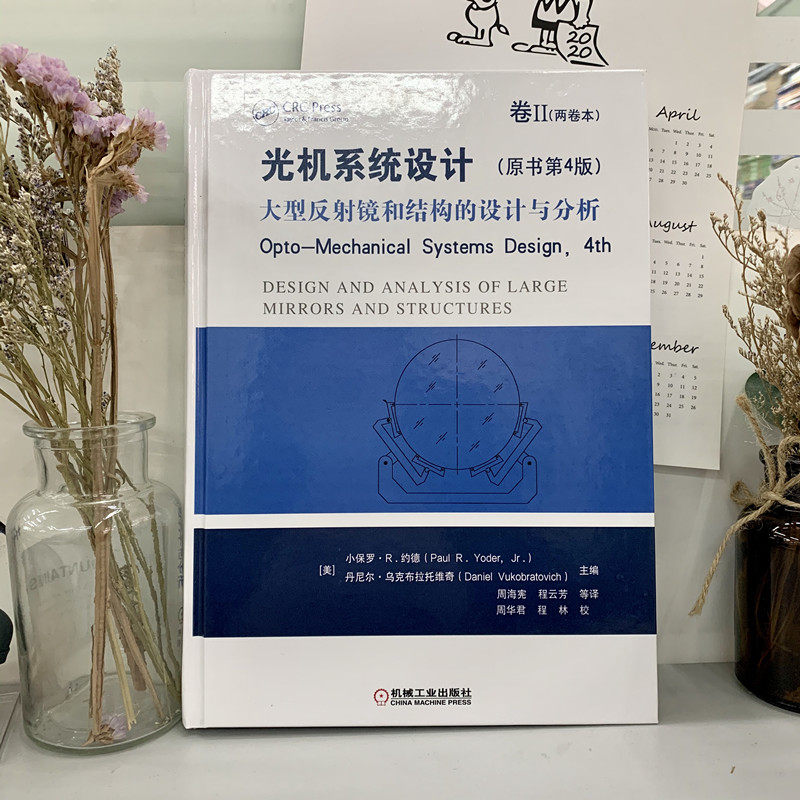 2020
CRC Press
Taylor & Francis Group
卷II(两卷本)
光机系统设计 (原书第4版)
大型反射镜和结构的设计与分析
Opto—Mechanical Systems Design, 4th
DESIGN AND ANALYSIS OF LARGE
MIRRORS AND STRUCTURES
[美] 小保罗·R.约德(Paul R. Yoder, Jr.)
丹尼尔·乌克布拉托维奇(Daniel Vukobratovich) 主编
周海宪 程云芳 等译
周华君 程 林 校
机械工业出版社
CHINA MACHINE PRESS
April
August